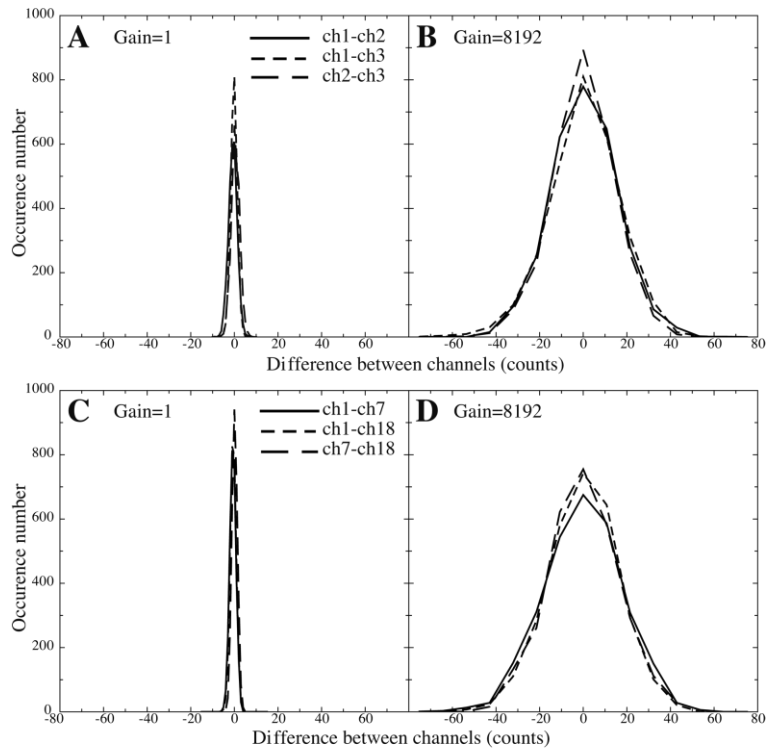 A Gain=1 ch1-ch2 B Gain=8192
ch1-ch3
ch2-ch3
1000
800
600
400
200
0
Occurence number
-80 -60 -40 -20 0 20 40 60 -60 -40 -20 0 20 40 60 80
Difference between channels (counts)
C Gain=1 ch1-ch7 D Gain=8192
ch1-ch18
ch7-ch18
1000
800
600
400
200
0
Occurence number
-80 -60 -40 -20 0 20 40 60 -60 -40 -20 0 20 40 60 80
Difference between channels (counts)